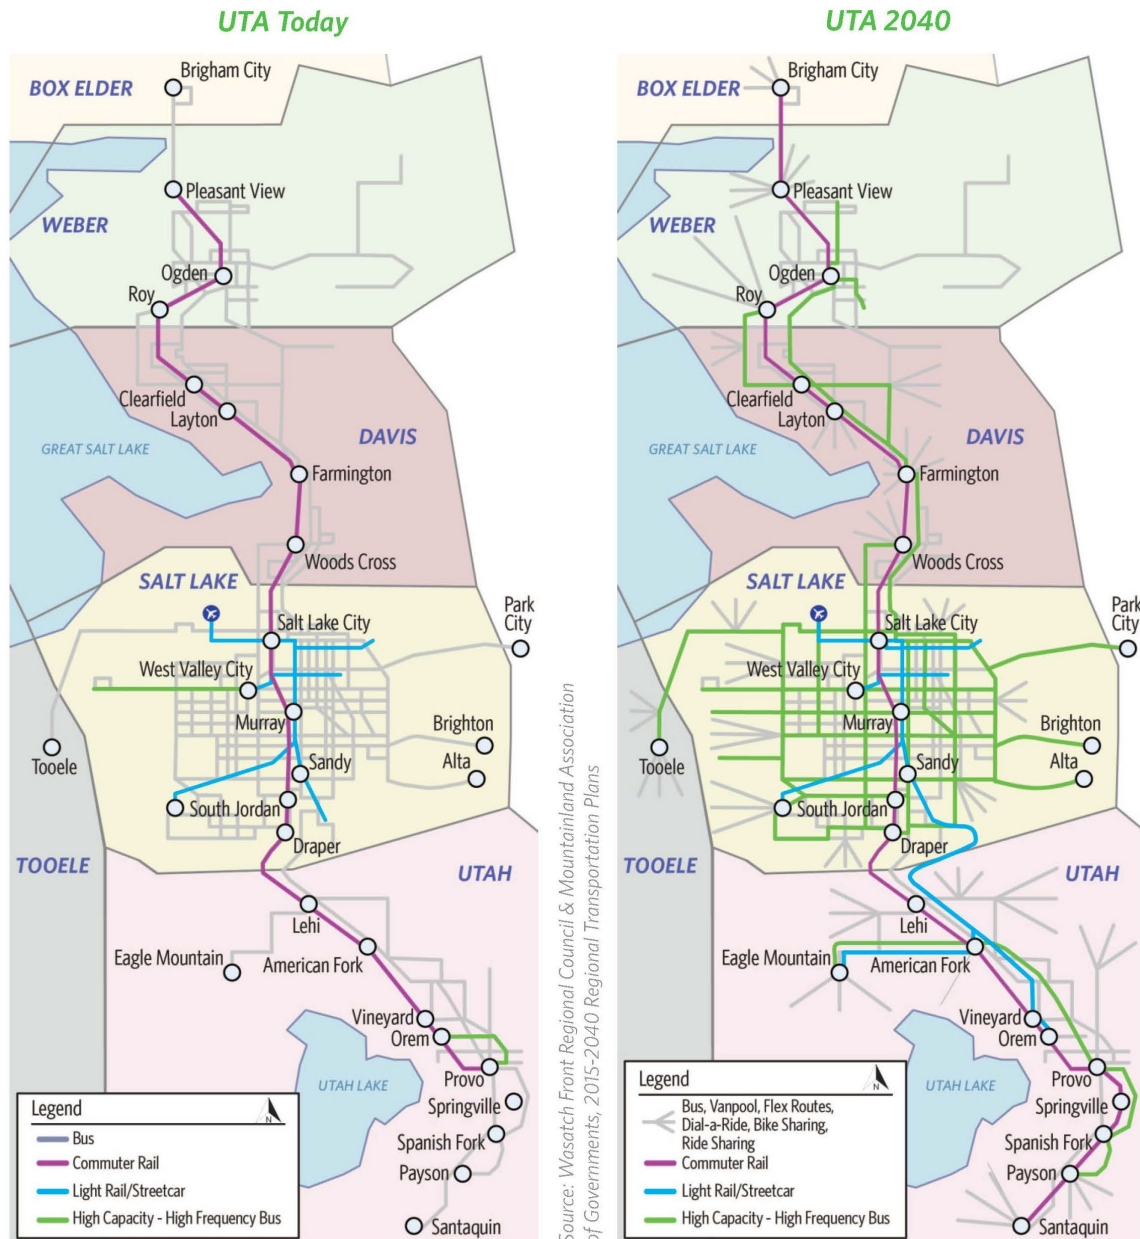 UTA Today
BOX ELDER
Brigham City
Pleasant View
WEBER
Ogden
Roy
Clearfield
Layton
DAVIS
GREAT SALT LAKE
Farmington
Woods Cross
SALT LAKE
Park
City
Salt Lake City
West Valley City
Murray
Brighton
Tooele
Sandy
Alta
South Jordan
Draper
TOOELE
UTAH
Lehi
Eagle Mountain
American Fork
Vineyard
Orem
UTAH LAKE
Provo
Springville
Spanish Fork
Payson
Santaquin
Legend
N
Bus
Commuter Rail
Light Rail/Streetcar
High Capacity - High Frequency Bus
Source: Wasatch Front Regional Council & Mountainland Association
of Governments, 2015-2040 Regional Transportation Plans
UTA 2040
BOX ELDER
Brigham City
Pleasant View
WEBER
Ogden
Roy
Clearfield
Layton
DAVIS
GREAT SALT LAKE
Farmington
Woods Cross
SALT LAKE
Park
City
Salt Lake City
West Valley City
Murray
Brighton
Tooele
Sandy
Alta
South Jordan
Draper
TOOELE
UTAH
Lehi
Eagle Mountain
American Fork
Vineyard
Orem
UTAH LAKE
Provo
Springville
Spanish Fork
Payson
Santaquin
Legend
N
Bus, Vanpool, Flex Routes,
Dial-a-Ride, Bike Sharing,
Ride Sharing
Commuter Rail
Light Rail/Streetcar
High Capacity - High Frequency Bus